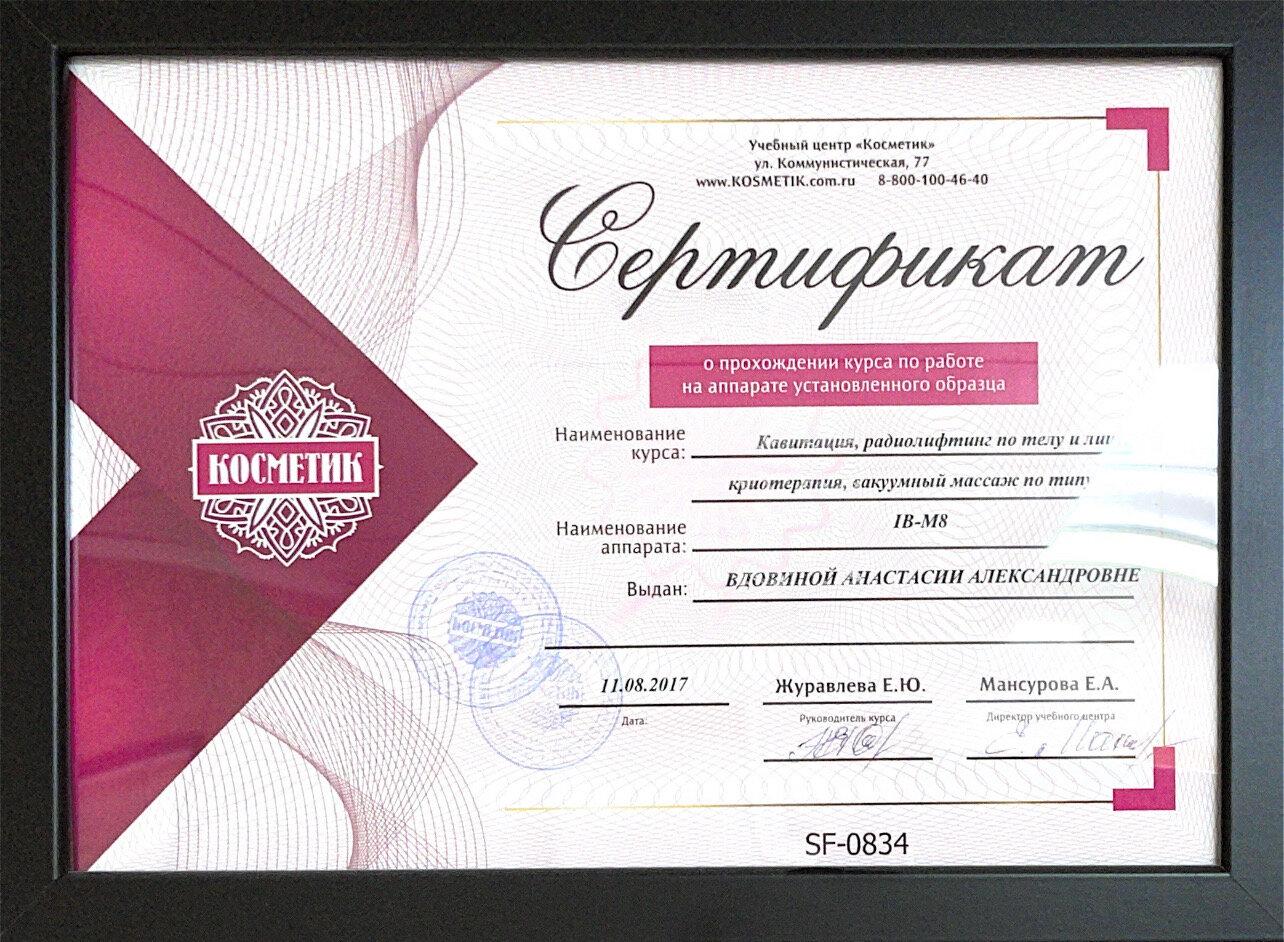 Учебный центр «Косметик»
ул. Коммунистическая, 77
www.KOSMETIK.com.ru 8-800-100-46-40
Сертификат
о прохождении курса по работе
на аппарате установленного образца
КОСМЕТИК
Наименование курса: Кавитация, радиолифтинг по телу и
криотерапия, вакуумный массаж по типу
Наименование аппарата: IB-M8
Выдан: ВДОВИНОЙ АНАСТАСИИ АЛЕКСАНДРОВНЕ
11.08.2017 Журавлева Е.Ю. Мансурова Е.А.
Дата: Руководитель курса Директор учебного центра
SF-0834